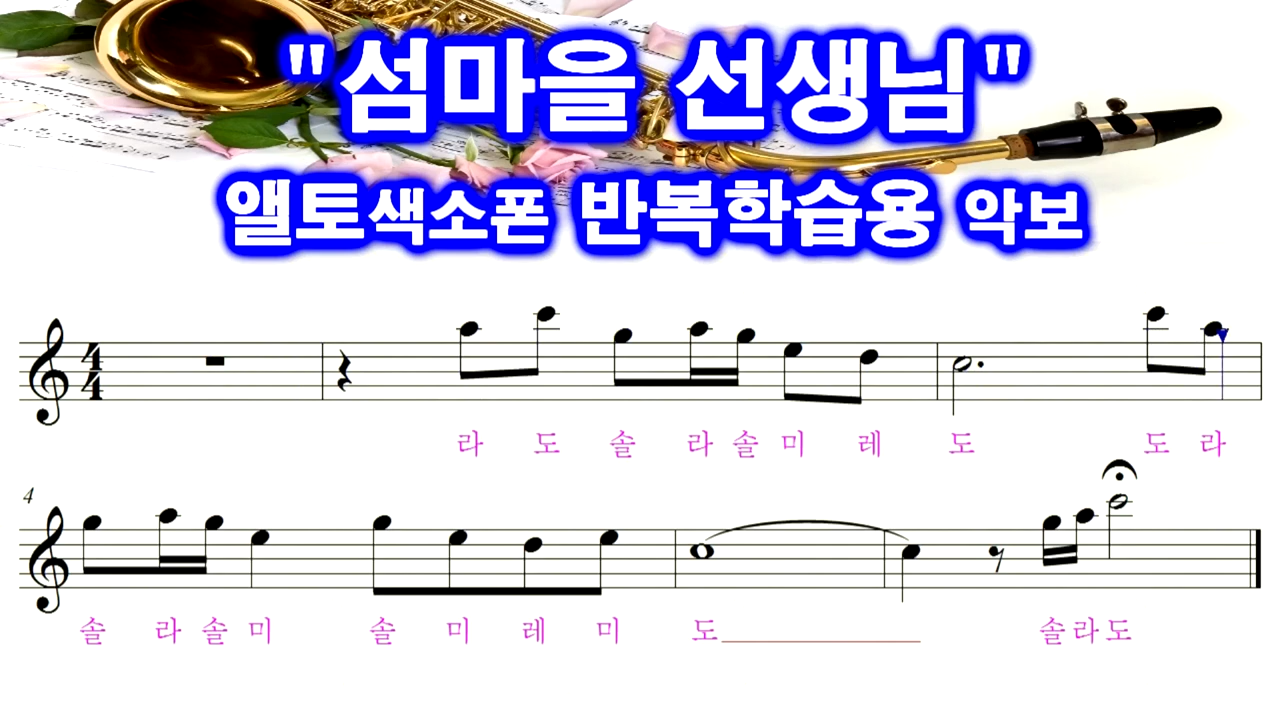 "섬마을 선생님"
앨토색소폰 반복학습용 악보
4
4
라 도 솔 라 솔 미 레 도 도 라
4
솔 라 솔 미 솔 미 레 미 도 솔 라 도